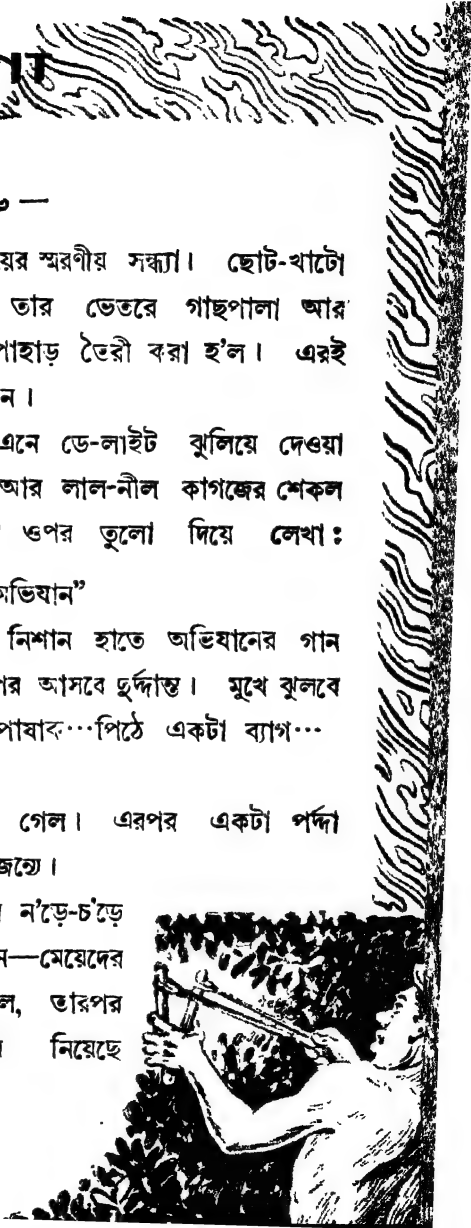 স্মরণীয় সন্ধ্যা। ছোট-খাটো
তার ভেতরে গাছপালা আর
পাহাড় তৈরী করা হ'ল। এরই
ন।
এনে ডে-লাইট ঝুলিয়ে দেওয়া
আর লাল-নীল কাগজের শেকল
ওপর তুলো দিয়ে লেখা :
অভিযান”
নিশান হাতে অভিযানের গান
আসবে দুর্দ্দান্ত। মুখে ঝুলবে
পোষাক···পিঠে একটা ব্যাগ···
গেল। এরপর একটা পর্দ্দা
জন্যে।
ন'ড়ে-চ'ড়ে
ন—মেয়েদের
ল, তারপর
নিয়েছে